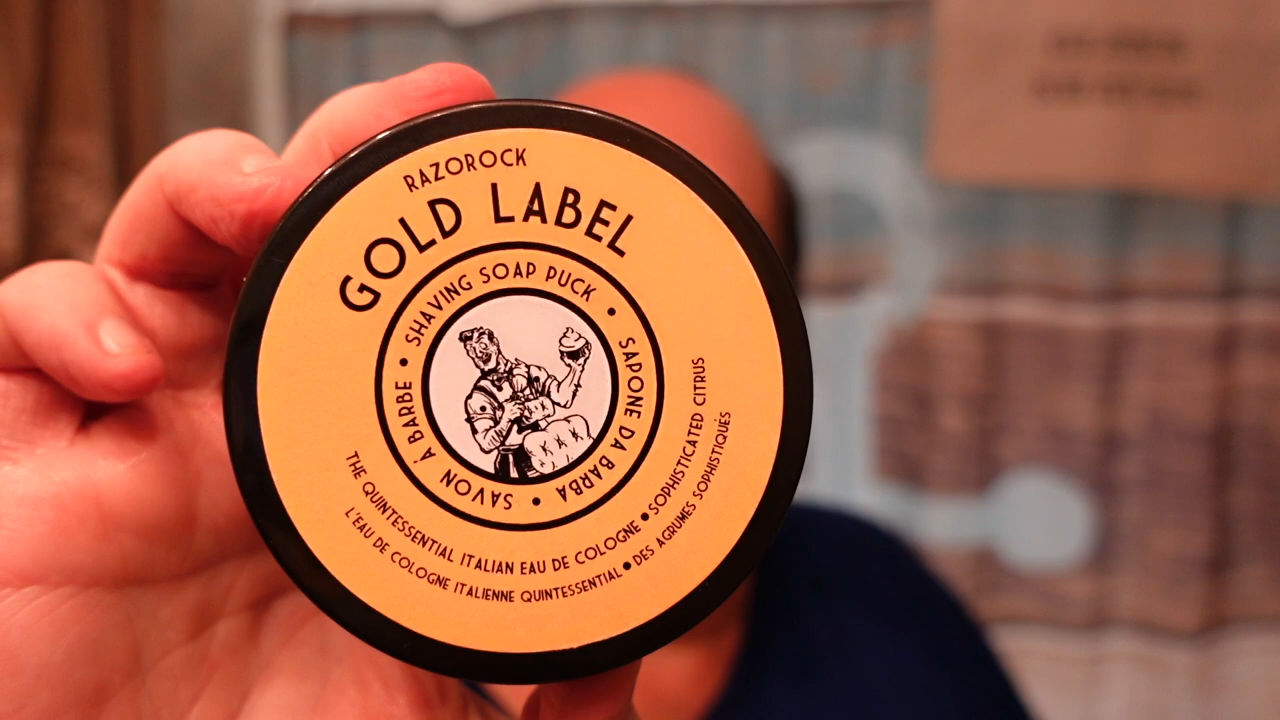 RAZOROCK
GOLD LABEL
SHAVING SOAP PUCK • SAPONE DA BARBA • SAVON À BARBE •
THE QUINTESSENTIAL ITALIAN EAU DE COLOGNE • SOPHISTICATED CITRUS
L'EAU DE COLOGNE ITALIENNE QUINTESSENTIAL • DES AGRUMES SOPHISTIQUÉS